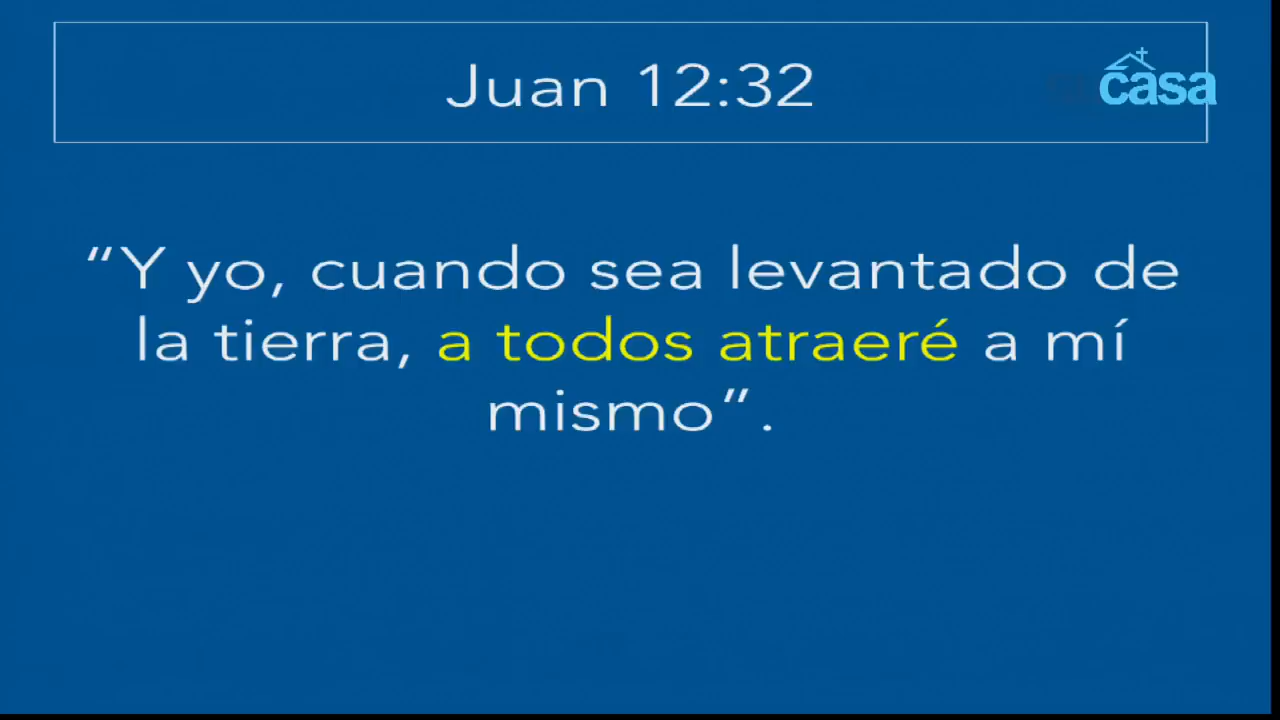 Juan 12:32
casa
“Y yo, cuando sea levantado de
la tierra, a todos atraeré a mí
mismo”.